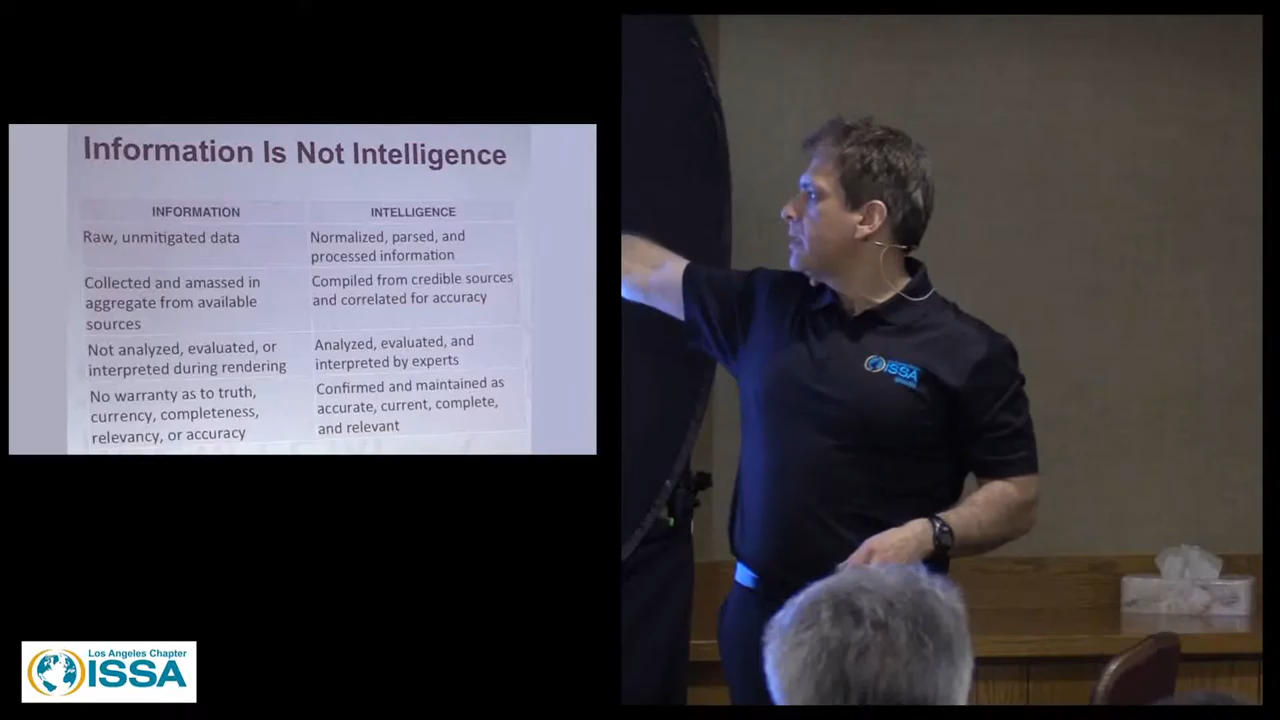 Information Is Not Intelligence
INFORMATION
INTELLIGENCE
Raw, unmitigated data
Normalized, parsed, and
processed information
Collected and amassed in
aggregate from available
sources
Compiled from credible sources
and correlated for accuracy
Not analyzed, evaluated, or
interpreted during rendering
Analyzed, evaluated, and
interpreted by experts
No warranty as to truth,
currency, completeness,
relevancy, or accuracy
Confirmed and maintained as
accurate, current, complete,
and relevant
ISSA
Los Angeles Chapter
ISSA